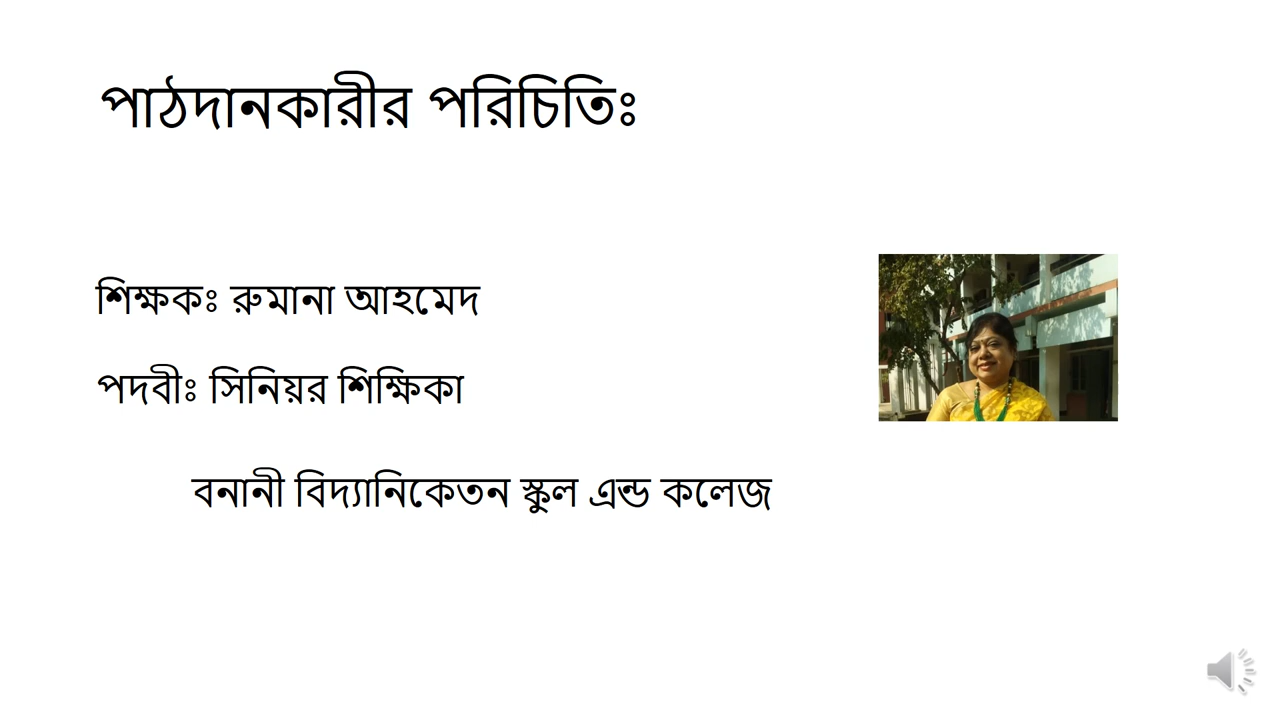 পাঠদানকারীর পরিচিতিঃ
শিক্ষকঃ রুমানা আহমেদ
পদবীঃ সিনিয়র শিক্ষিকা
বনানী বিদ্যানিকেতন স্কুল এন্ড কলেজ